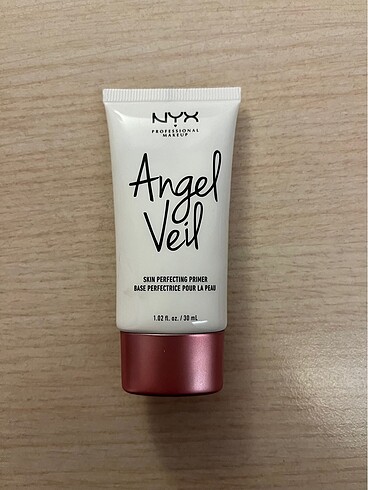 NYX
PROFESSIONAL
MAKEUP
Angel
Veil
SKIN PERFECTING PRIMER
BASE PERFECTRICE POUR LA PEAU
1.02 fl. oz. / 30 mL